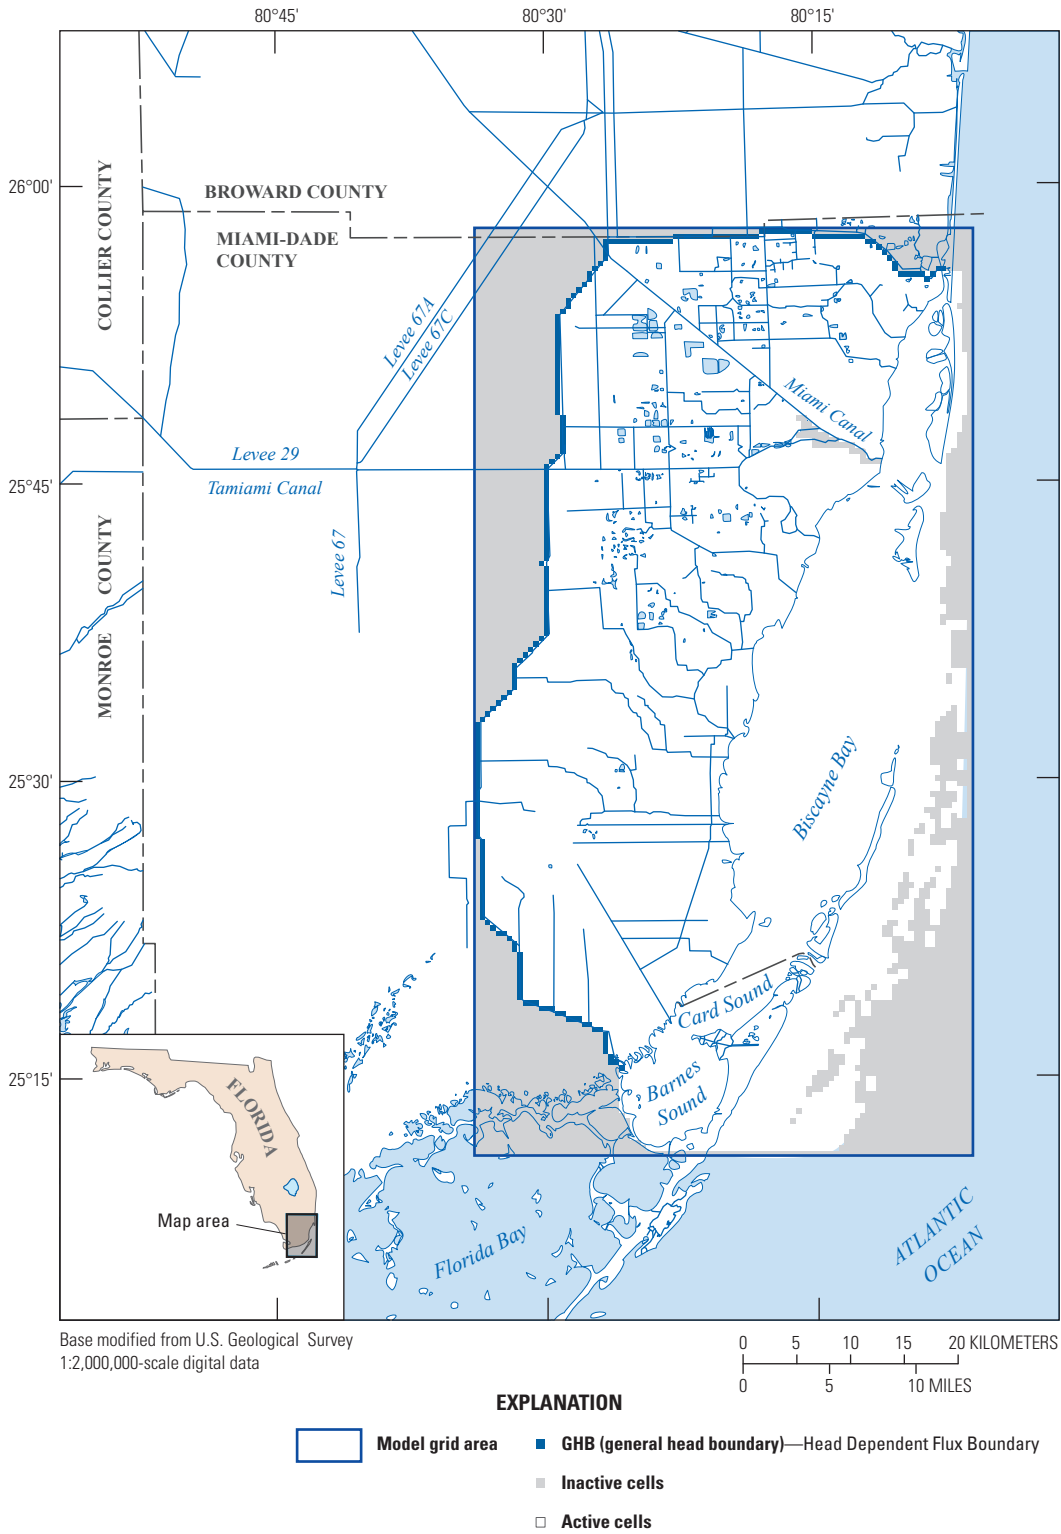 80°45'
80°30'
80°15'
26°00'
25°45'
25°30'
25°15'
COLLIER COUNTY
BROWARD COUNTY
MIAMI-DADE
COUNTY
Levee 67A
Levee 67C
Miami Canal
Levee 29
Tamiami Canal
Levee 67
MONROE COUNTY
Biscayne Bay
Card Sound
Barnes
Sound
FLORIDA
Map area
Florida Bay
ATLANTIC
OCEAN
Base modified from U.S. Geological Survey
1:2,000,000-scale digital data
0 5 10 15 20 KILOMETERS
0 5 10 MILES
EXPLANATION
Model grid area
GHB (general head boundary)—Head Dependent Flux Boundary
Inactive cells
Active cells